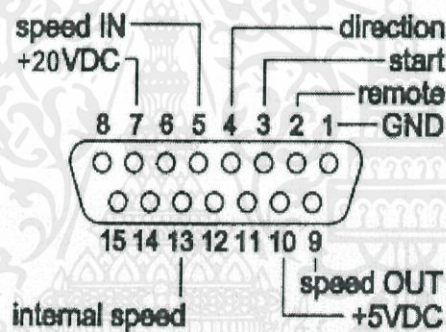 speed IN
direction
+20VDC
start
remote
8 7 6 5 4 3 2 1
GND
15 14 13 12 11 10 9
speed OUT
internal speed
+5VDC